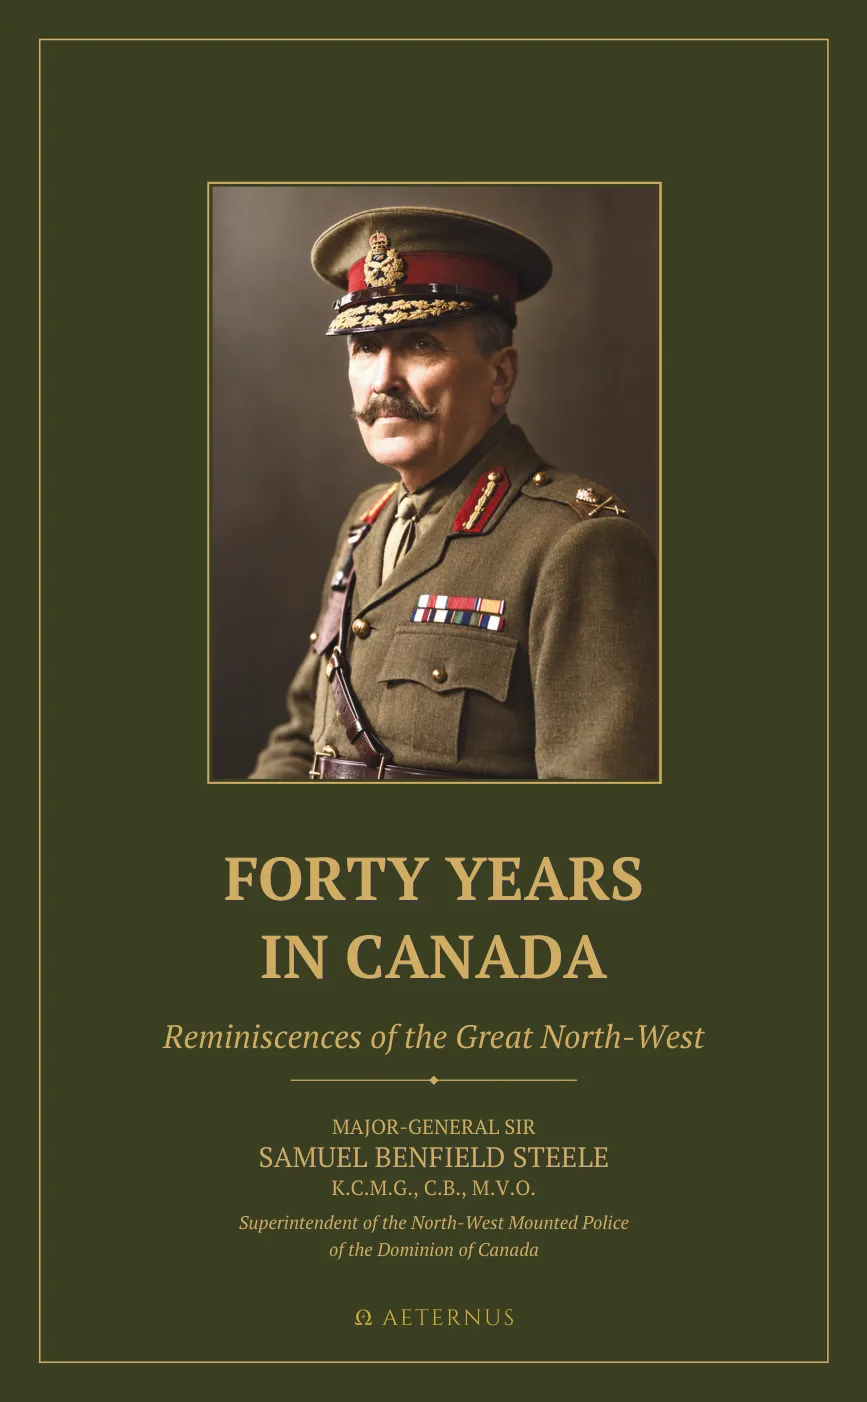 FORTY YEARS
IN CANADA
Reminiscences of the Great North-West
MAJOR-GENERAL SIR
SAMUEL BENFIELD STEELE
K.C.M.G., C.B., M.V.O.
Superintendent of the North-West Mounted Police
of the Dominion of Canada
Ω AETERNUS